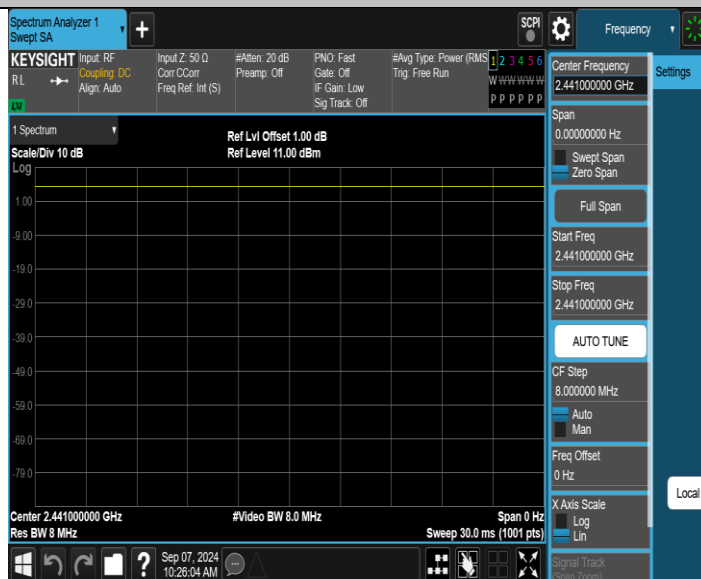 Spectrum Analyzer 1
Swept SA
+
SCPI
Frequency
KEYSIGHT
RL
LXI
Input: RF
Coupling: DC
Align: Auto
Input Z: 50 Ω
Corr CCorr
Freq Ref: Int (S)
#Atten: 20 dB
Preamp: Off
PNO: Fast
Gate: Off
IF Gain: Low
Sig Track: Off
#Avg Type: Power (RMS
Trig: Free Run
1 2 3 4 5 6
W W W W W W
P P P P P P
1 Spectrum
Scale/Div 10 dB
Log
Ref Lvl Offset 1.00 dB
Ref Level 11.00 dBm
1.00
-9.00
-19.0
-29.0
-39.0
-49.0
-59.0
-69.0
-79.0
Center 2.441000000 GHz
Res BW 8 MHz
#Video BW 8.0 MHz
Span 0 Hz
Sweep 30.0 ms (1001 pts)
?
Sep 07, 2024
10:26:04 AM
Center Frequency
2.441000000 GHz
Span
0.00000000 Hz
Swept Span
Zero Span
Full Span
Start Freq
2.441000000 GHz
Stop Freq
2.441000000 GHz
AUTO TUNE
CF Step
8.000000 MHz
Auto
Man
Freq Offset
0 Hz
X Axis Scale
Log
Lin
Signal Track
(Span Zoom)
Settings
Local